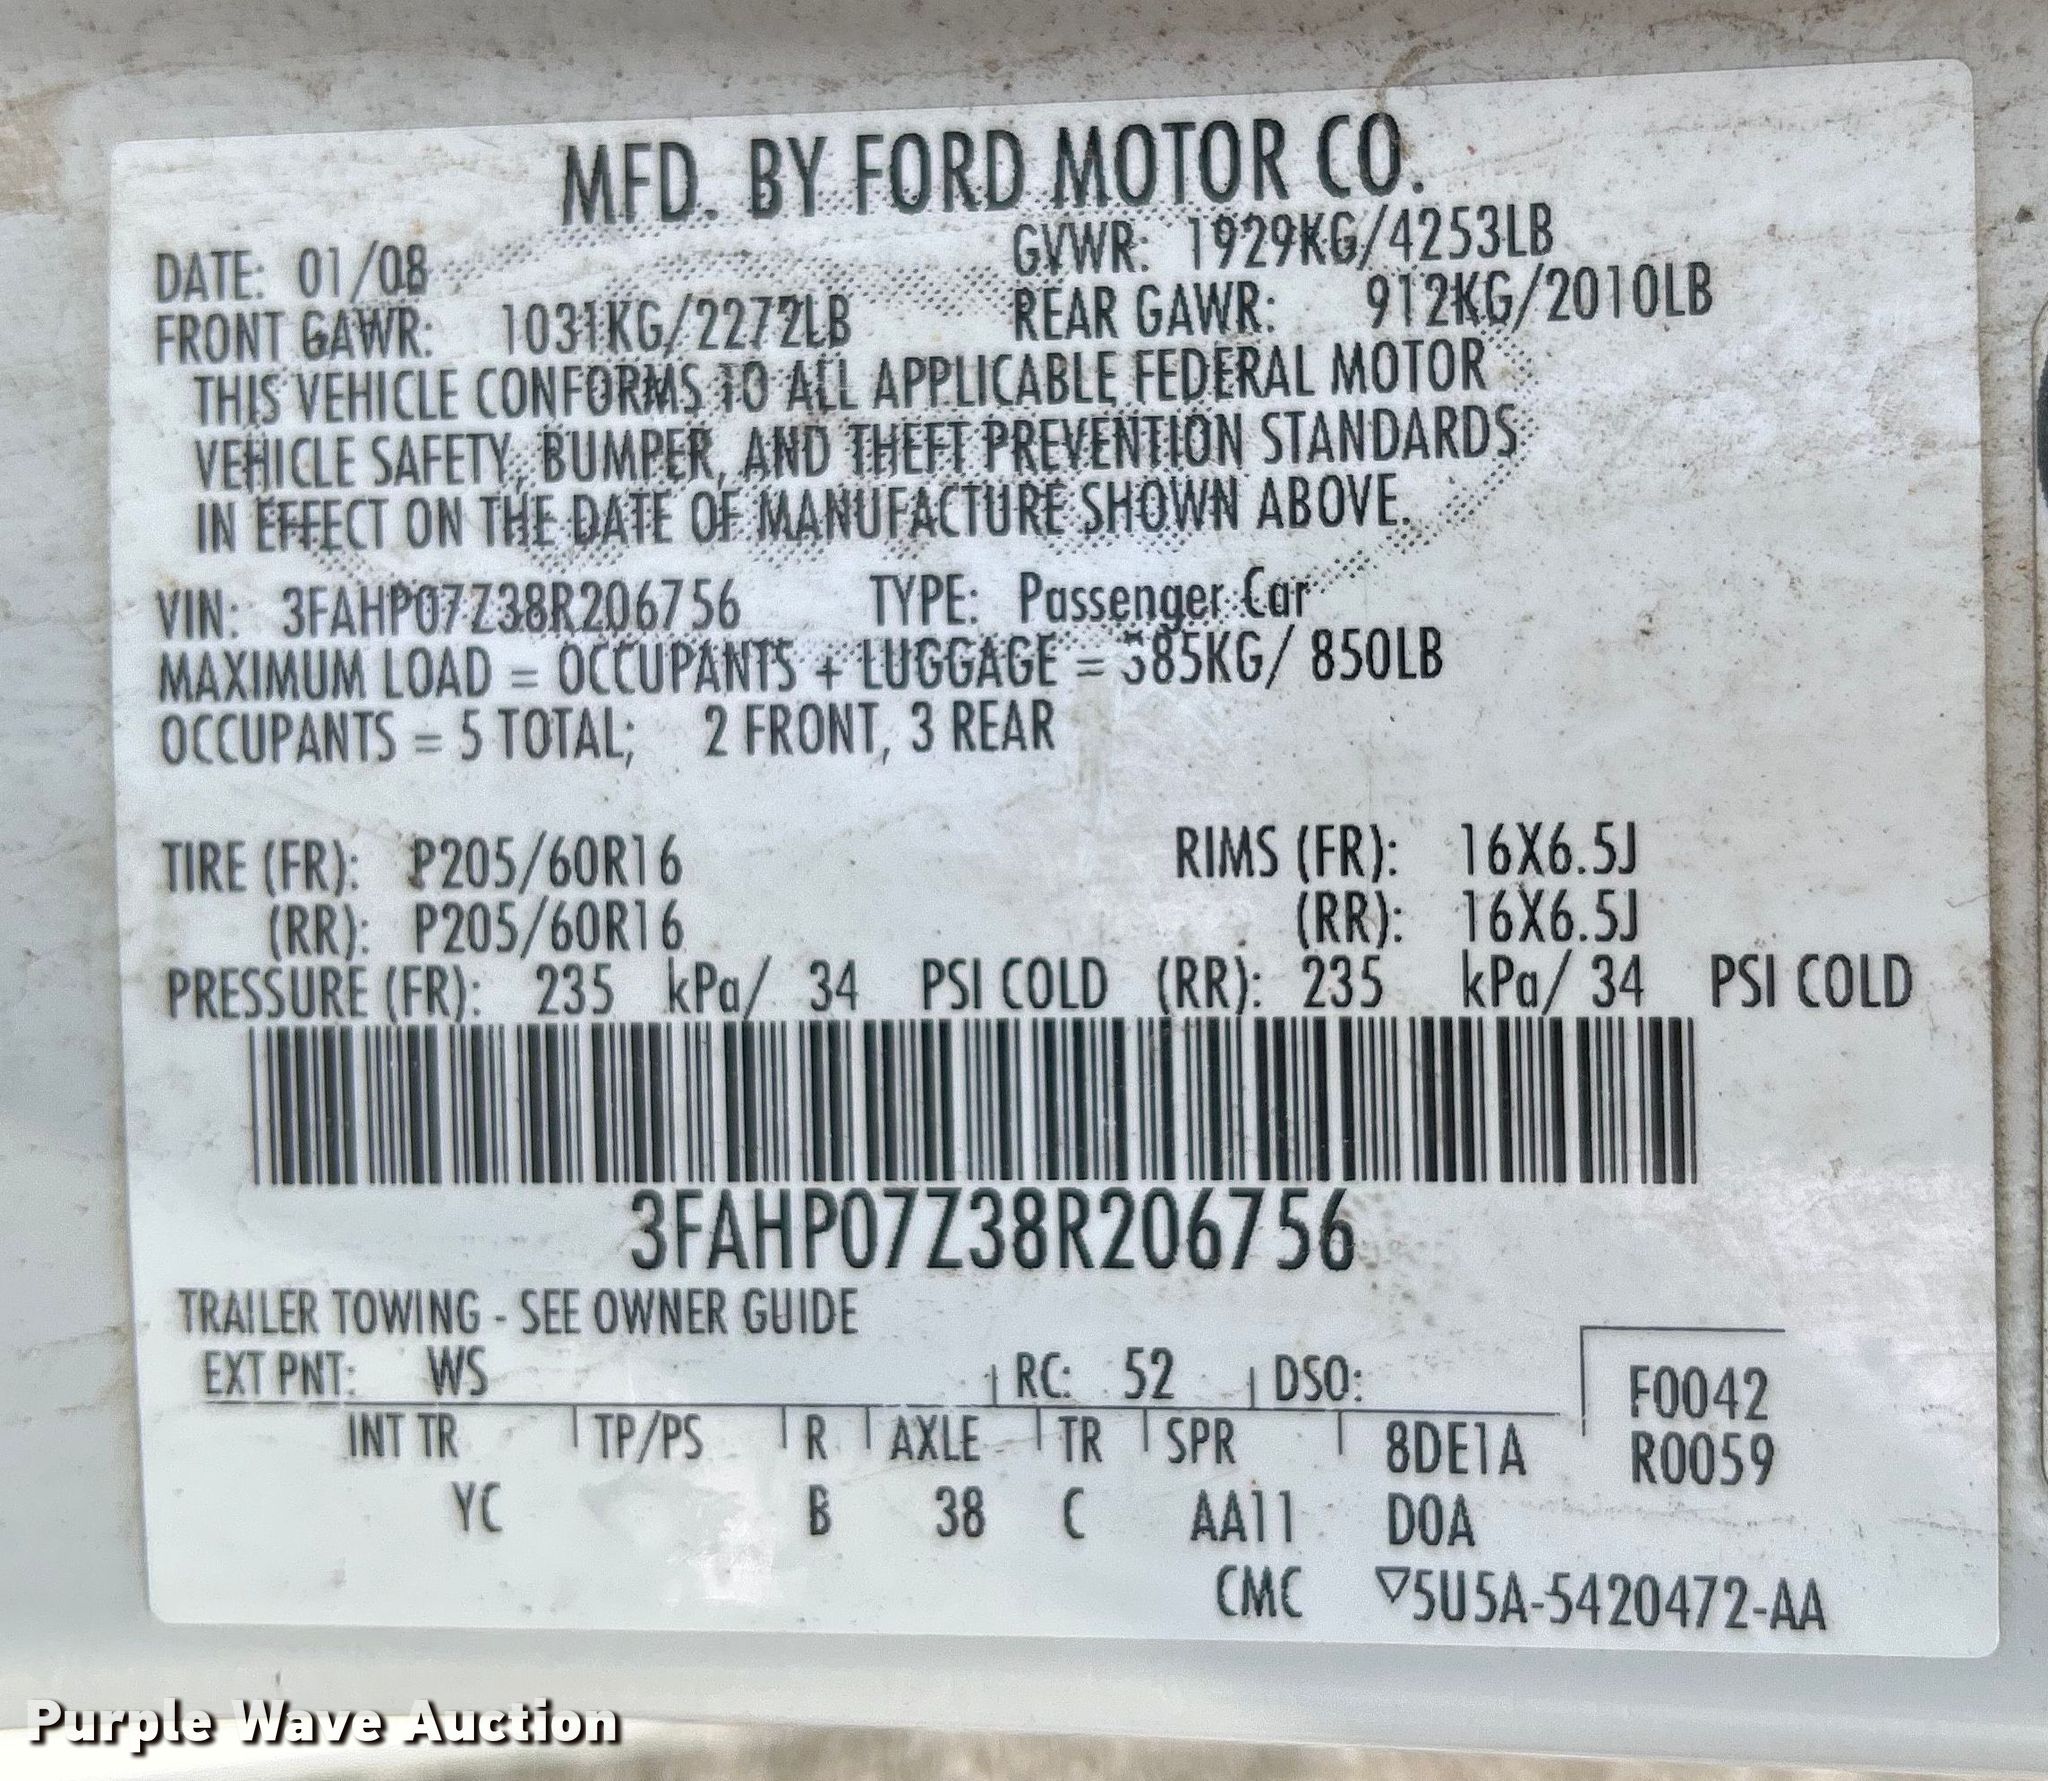 MFD. BY FORD MOTOR CO.
DATE: 01/08 GVWR: 1929KG/4253LB
FRONT GAWR: 1031KG/2272LB REAR GAWR: 912KG/2010LB
THIS VEHICLE CONFORMS TO ALL APPLICABLE FEDERAL MOTOR
VEHICLE SAFETY, BUMPER, AND THEFT PREVENTION STANDARDS
IN EFFECT ON THE DATE OF MANUFACTURE SHOWN ABOVE.
VIN: 3FAHP07Z38R206756 TYPE: Passenger Car
MAXIMUM LOAD = OCCUPANTS + LUGGAGE = 385KG/ 850LB
OCCUPANTS = 5 TOTAL; 2 FRONT, 3 REAR
TIRE (FR): P205/60R16 RIMS (FR): 16X6.5J
(RR): P205/60R16 (RR): 16X6.5J
PRESSURE (FR): 235 kPa/ 34 PSI COLD (RR): 235 kPa/ 34 PSI COLD
3FAHP07Z38R206756
TRAILER TOWING - SEE OWNER GUIDE
EXT PNT: WS RC: 52 DSO: F0042
INT TR TP/PS R AXLE TR SPR 8DE1A R0059
YC B 38 C AA11 D0A
CMC ▽5U5A-5420472-AA
Purple Wave Auction